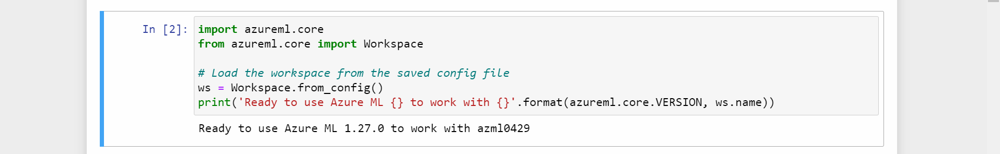 In [2]:
import azureml.core
from azureml.core import Workspace
# Load the workspace from the saved config file
ws = Workspace.from_config()
print('Ready to use Azure ML {} to work with {}'.format(azureml.core.VERSION, ws.name))
Ready to use Azure ML 1.27.0 to work with azml0429